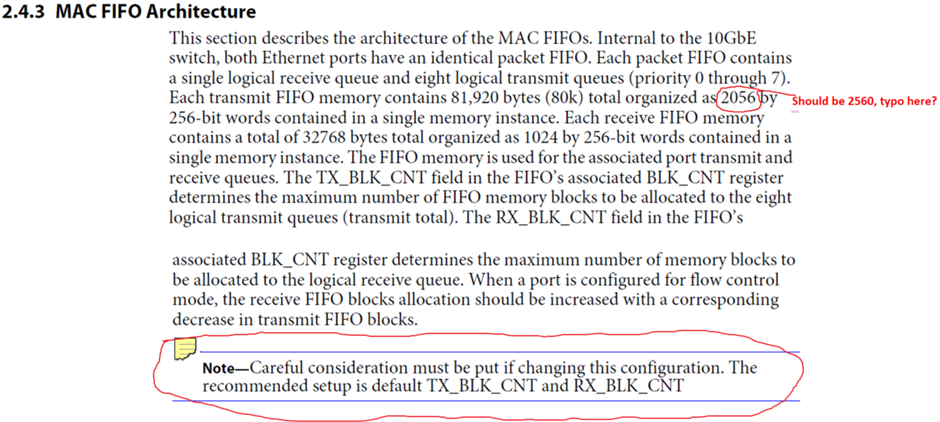 2.4.3 MAC FIFO Architecture
This section describes the architecture of the MAC FIFOs. Internal to the 10GbE
switch, both Ethernet ports have an identical packet FIFO. Each packet FIFO contains
a single logical receive queue and eight logical transmit queues (priority 0 through 7).
Each transmit FIFO memory contains 81,920 bytes (80k) total organized as 2056 by
Should be 2560, typo here?
256-bit words contained in a single memory instance. Each receive FIFO memory
contains a total of 32768 bytes total organized as 1024 by 256-bit words contained in a
single memory instance. The FIFO memory is used for the associated port transmit and
receive queues. The TX_BLK_CNT field in the FIFO's associated BLK_CNT register
determines the maximum number of FIFO memory blocks to be allocated to the eight
logical transmit queues (transmit total). The RX_BLK_CNT field in the FIFO's
associated BLK_CNT register determines the maximum number of memory blocks to
be allocated to the logical receive queue. When a port is configured for flow control
mode, the receive FIFO blocks allocation should be increased with a corresponding
decrease in transmit FIFO blocks.
Note—Careful consideration must be put if changing this configuration. The
recommended setup is default TX_BLK_CNT and RX_BLK_CNT